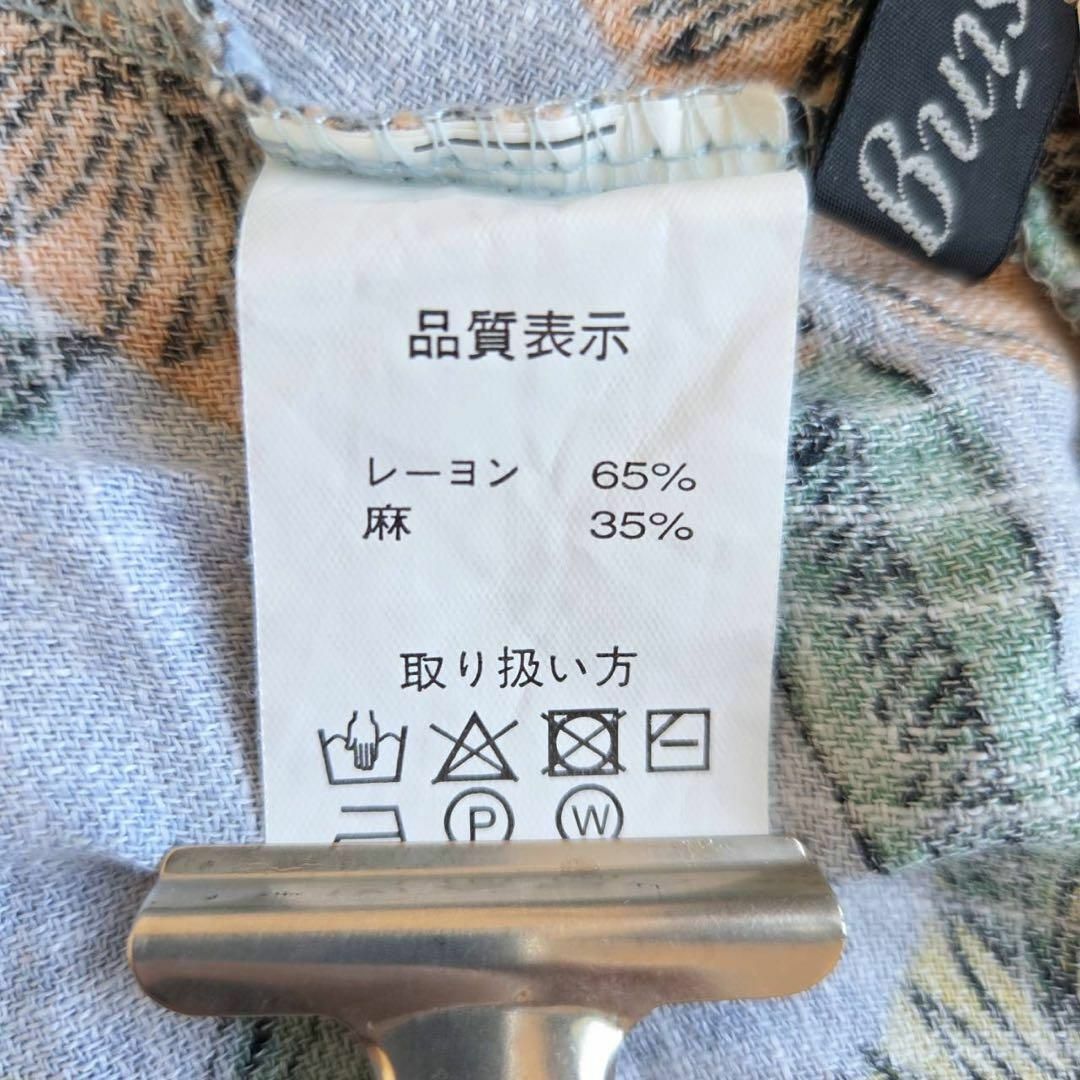 品質表示
レーヨン 65%
麻 35%
取り扱い方
P W